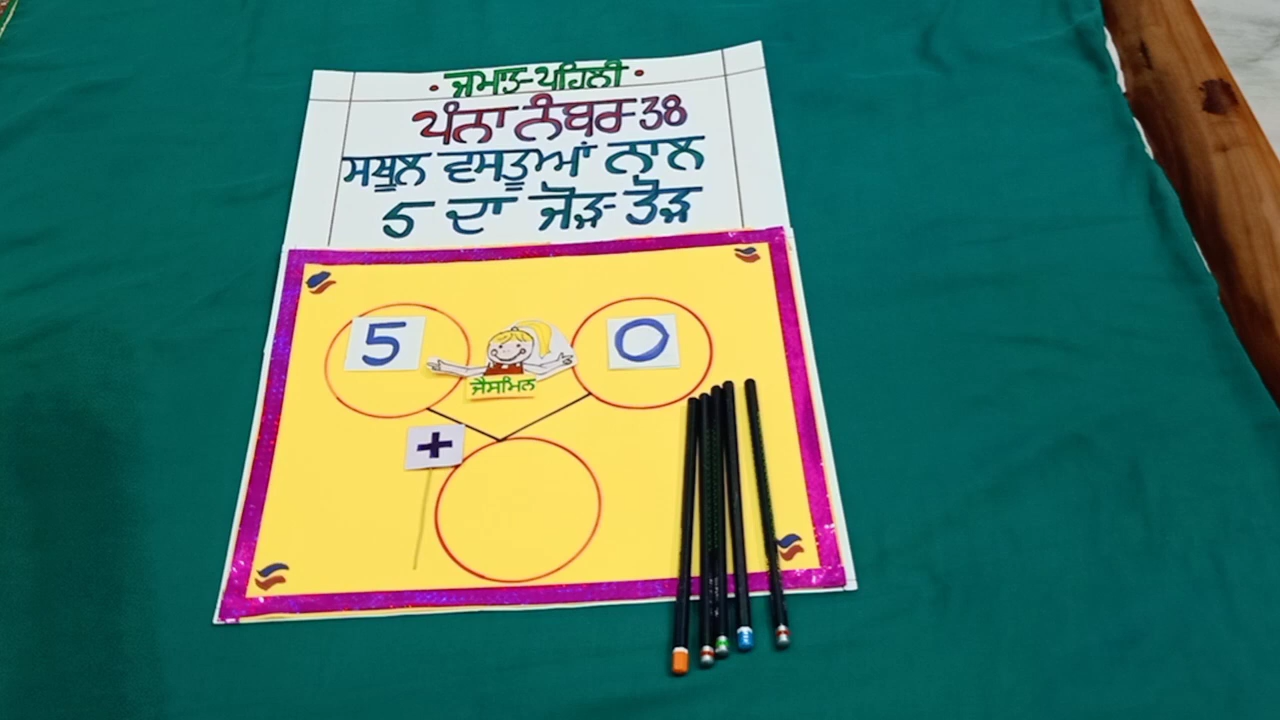 ਜਮਾਤ-ਪਹਿਲੀ
ਪੰਨਾ ਨੰਬਰ-38
ਸਥੂਲ ਵਸਤੂਆਂ ਨਾਲ
5 ਦਾ ਜੋੜ-ਤੋੜ
5 0
ਜੈਸਮਿਨ
+